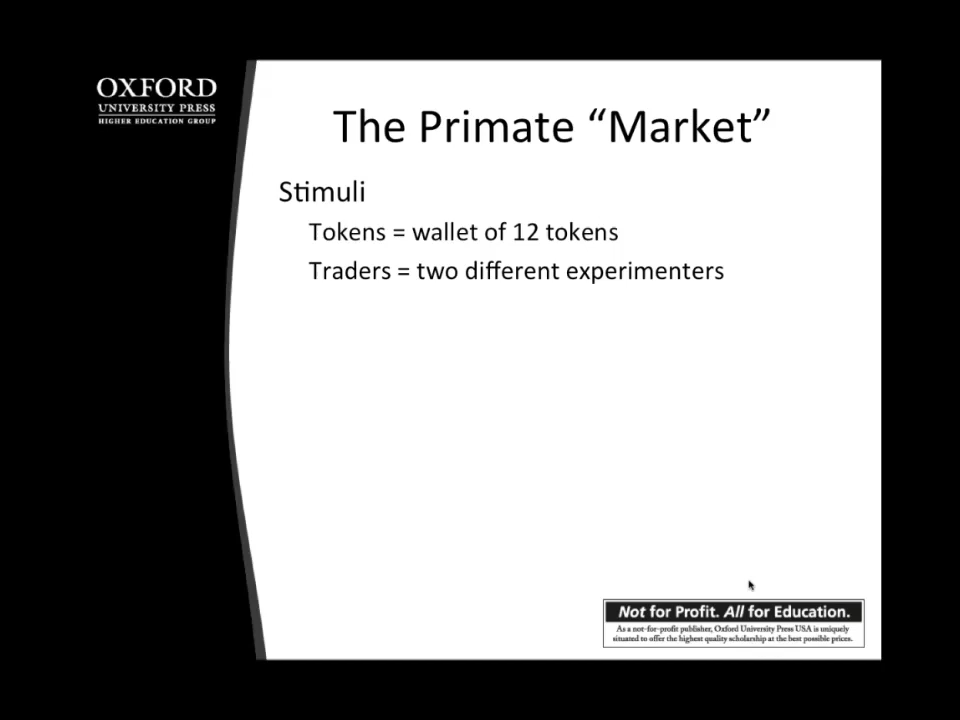 OXFORD
UNIVERSITY PRESS
HIGHER EDUCATION GROUP
The Primate “Market”
Stimuli
Tokens = wallet of 12 tokens
Traders = two different experimenters
Not for Profit. All for Education.
As a not-for-profit publisher, Oxford University Press USA is uniquely
situated to offer the highest quality scholarship at the best possible prices.